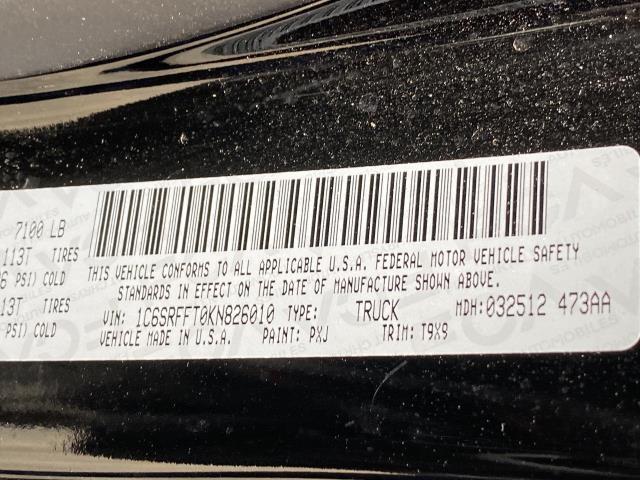 7100 LB
113T TIRES
PSI) COLD
13T TIRES
PSI) COLD
THIS VEHICLE CONFORMS TO ALL APPLICABLE U.S.A. FEDERAL MOTOR VEHICLE SAFETY
STANDARDS IN EFFECT ON THE DATE OF MANUFACTURE SHOWN ABOVE.
VIN: 1C6SRFFT0KN826010 TYPE: TRUCK MDH: 032512 473AA
VEHICLE MADE IN U.S.A. PAINT: PXJ TRIM: T9X9